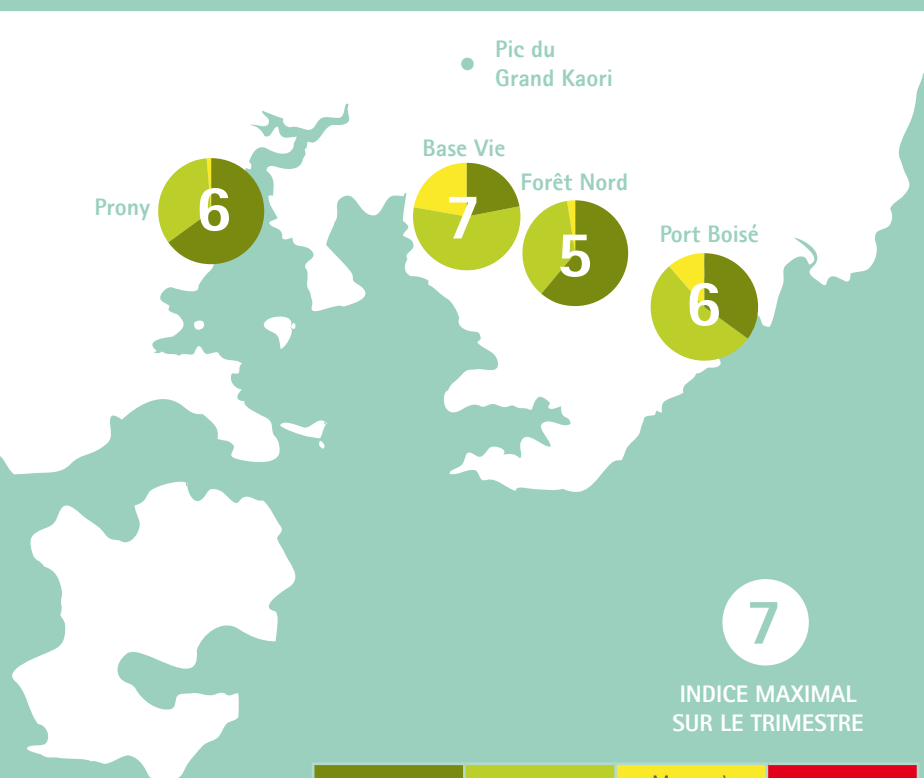 Pic du
Grand Kaori
Base Vie
Forêt Nord
Prony
6
7
5
Port Boisé
6
7
INDICE MAXIMAL
SUR LE TRIMESTRE